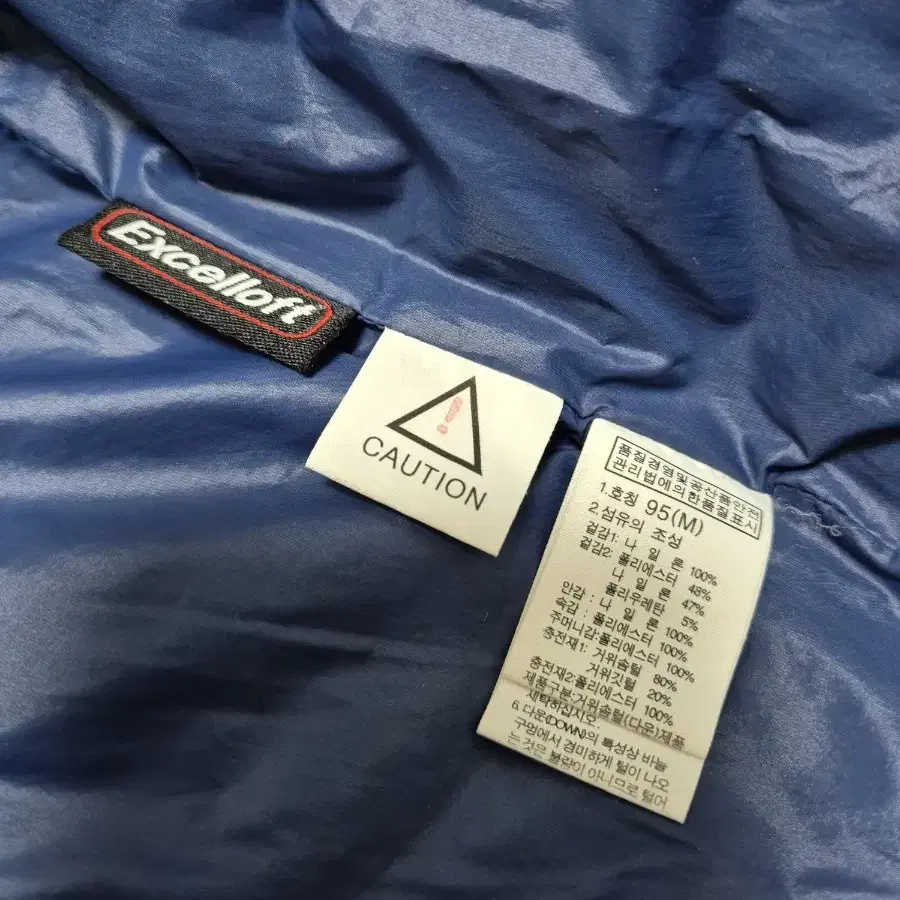 Excelloft
!
CAUTION
품질경영및공산품안전
관리법에의한품질표시
1.호칭 95(M)
2.섬유의 조성
겉감1: 나 일 론 100%
겉감2: 폴리에스터 48%
나 일 론 47%
폴리우레탄 5%
안감 : 나 일 론 100%
속감 : 폴리에스터 100%
주머니감:폴리에스터 100%
충전재1: 거위솜털 80%
거위깃털 20%
충전재2:폴리에스터 100%
제품구분:거위솜털(다운)제품
세탁하십시오.
6. 다운(DOWN)의 특성상 바늘
구멍에서 경미하게 털이 나오
는것은 불량이 아니므로 털어